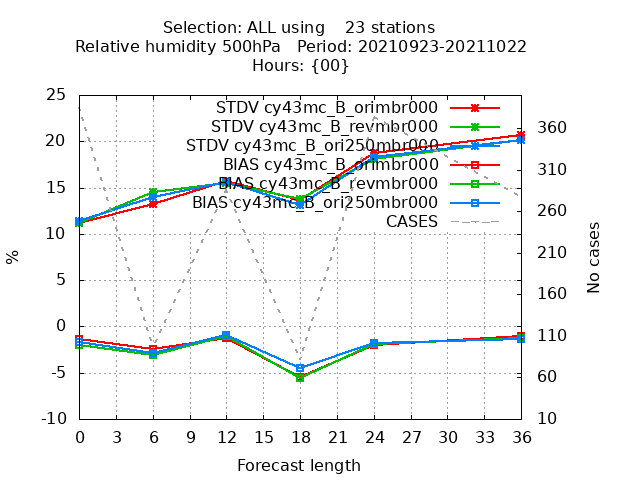 Selection: ALL using    23 stations
Relative humidity 500hPa   Period: 20210923-20211022
Hours: {00}
STDV cy43mc_B_orimbr000
STDV cy43mc_B_revmbr000
STDV cy43mc_B_ori250mbr000
BIAS cy43mc_B_orimbr000
BIAS cy43mc_B_revmbr000
BIAS cy43mc_B_ori250mbr000
CASES
25
20
15
10
5
0
-5
-10
%
360
310
260
210
160
110
60
10
No cases
0 3 6 9 12 15 18 21 24 27 30 33 36
Forecast length